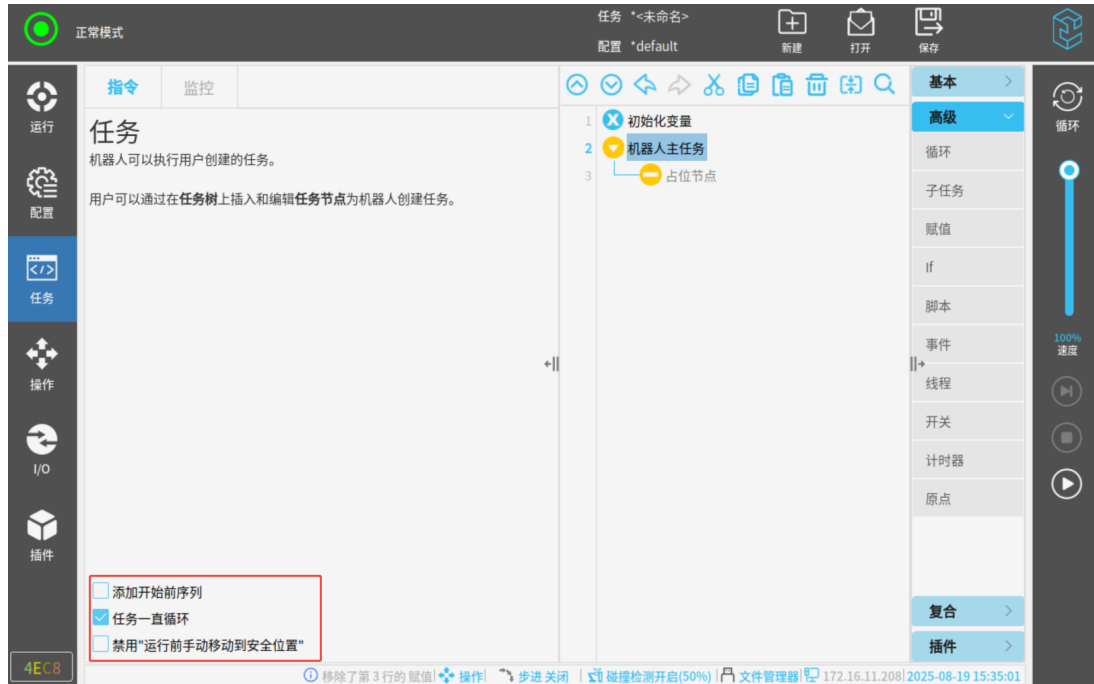 正常模式
任务 *<未命名>
配置 *default
新建
打开
保存
运行
配置
任务
操作
I/O
插件
4EC8
指令 监控
任务
机器人可以执行用户创建的任务。
用户可以通过在任务树上插入和编辑任务节点为机器人创建任务。
添加开始前序列
任务一直循环
禁用"运行前手动移动到安全位置"
1 初始化变量
2 机器人主任务
3 占位节点
基本
高级
循环
子任务
赋值
If
脚本
事件
线程
开关
计时器
原点
复合
插件
循环
100%
速度
移除了第 3 行的 赋值 操作 步进 关闭 碰撞检测开启(50%) 文件管理器 172.16.11.208 2025-08-19 15:35:01